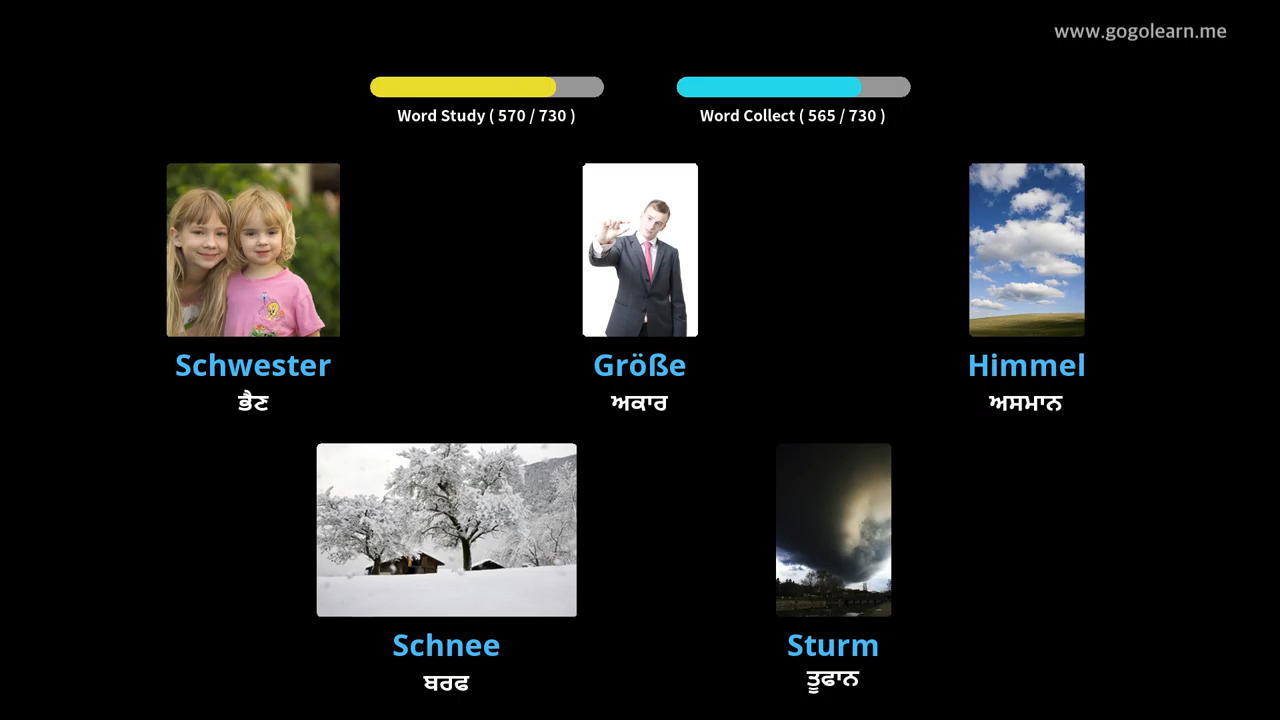 www.gogolearn.me
Word Study ( 570 / 730 )
Word Collect ( 565 / 730 )
Schwester
ਭੈਣ
Größe
ਅਕਾਰ
Himmel
ਅਸਮਾਨ
Schnee
ਬਰਫ
Sturm
ਤੂਫਾਨ